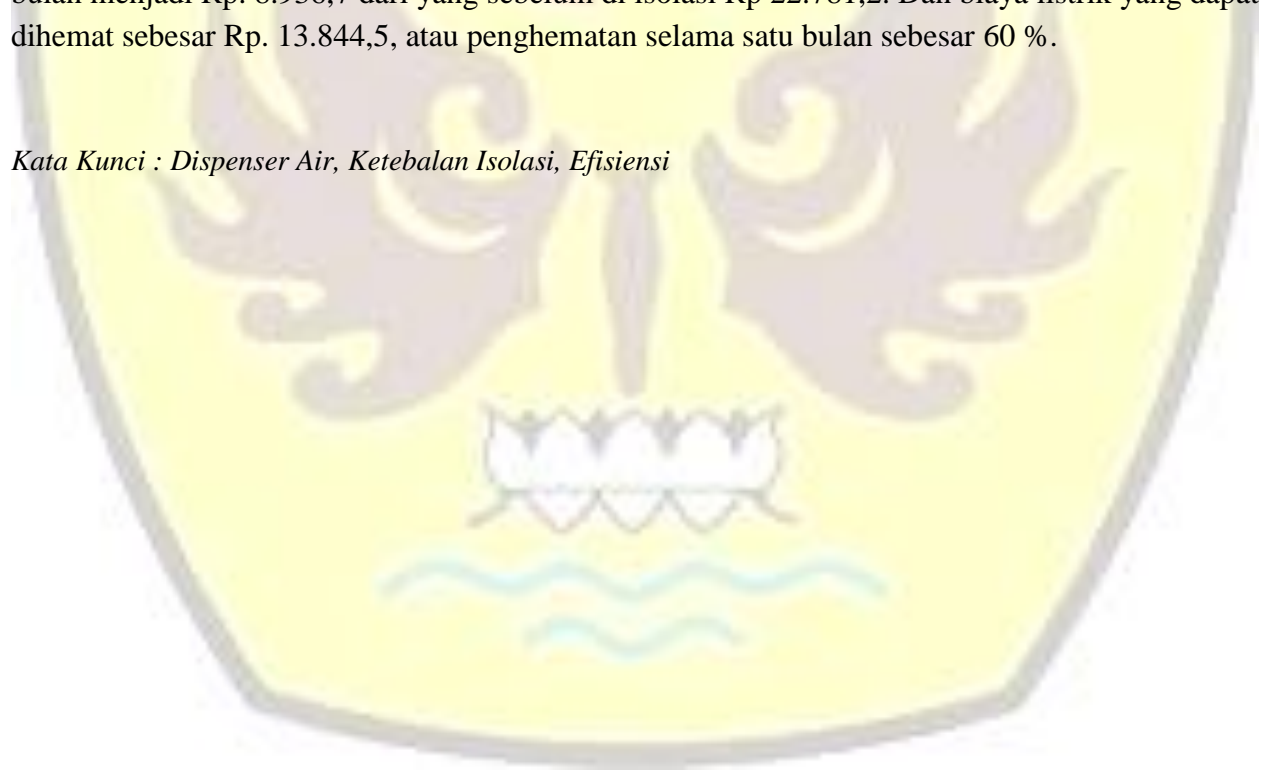 bulan menjadi Rp. 8.936,7 dari yang sebelum di isolasi Rp 22.781,2. Dan biaya listrik yang dapat
dihemat sebesar Rp. 13.844,5, atau penghematan selama satu bulan sebesar 60 %.
Kata Kunci : Dispenser Air, Ketebalan Isolasi, Efisiensi